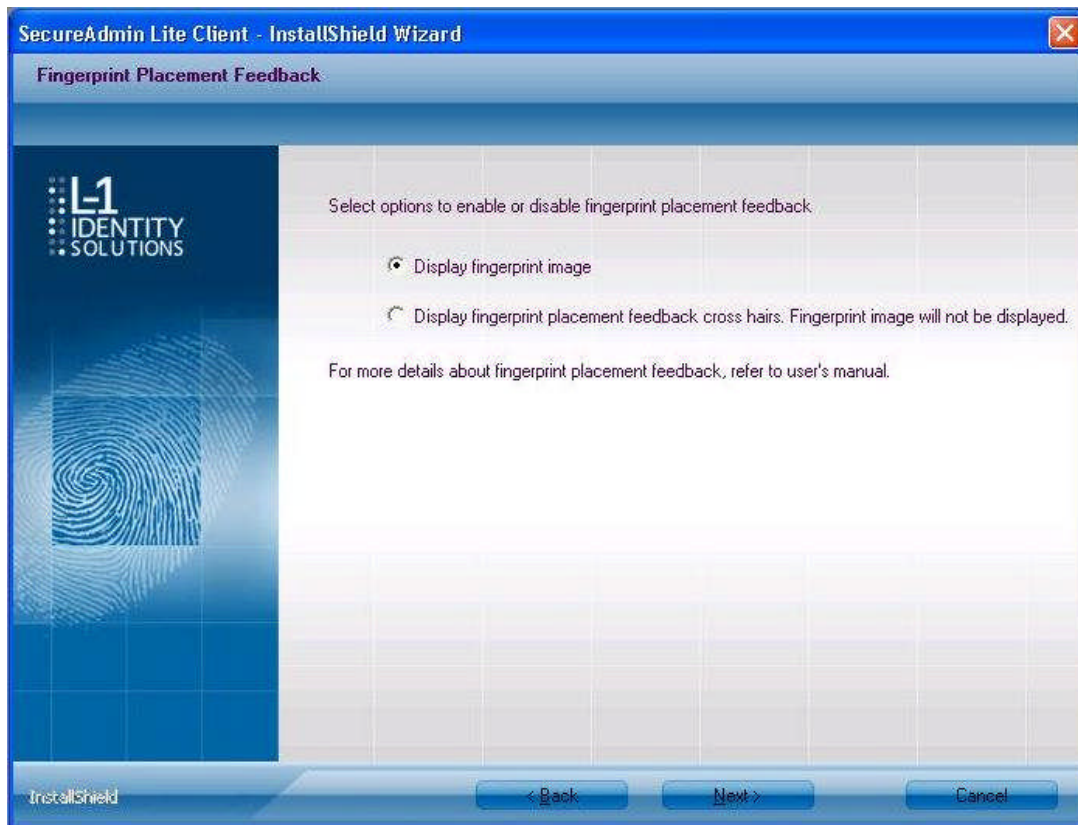 SecureAdmin Lite Client - InstallShield Wizard
Fingerprint Placement Feedback
L-1
IDENTITY
SOLUTIONS
Select options to enable or disable fingerprint placement feedback
Display fingerprint image
Display fingerprint placement feedback cross hairs. Fingerprint image will not be displayed.
For more details about fingerprint placement feedback, refer to user's manual.
InstallShield
< Back
Next >
Cancel